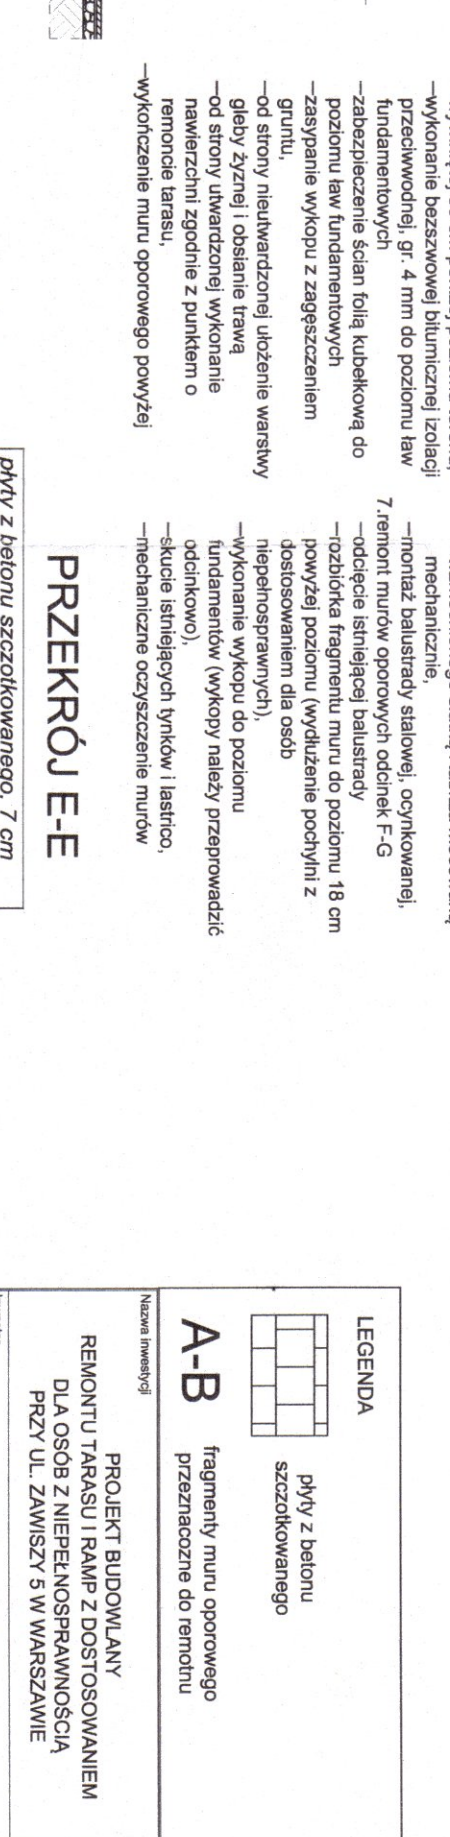 —wykonanie bezszwowej bitumicznej izolacji
przeciwwodnej, gr. 4 mm do poziomu ław
fundamentowych
—zabezpieczenie ścian folią kubełkową do
poziomu ław fundamentowych
—zasypanie wykopu z zagęszczeniem
gruntu,
—od strony nieutwardzonej ułożenie warstwy
gleby żyznej i obsianie trawą
—od strony utwardzonej wykonanie
nawierzchni zgodnie z punktem o
remoncie tarasu,
—wykończenie muru oporowego powyżej
mechanicznie,
—montaż balustrady stalowej, ocynkowanej,
7.remont murów oporowych odcinek F-G
—odcięcie istniejącej balustrady
—rozbiórka fragmentu muru do poziomu 18 cm
powyżej poziomu (wydłużenie pochylni z
dostosowaniem dla osób
niepełnosprawnych),
—wykonanie wykopu do poziomu
fundamentów (wykopy należy przeprowadzić
odcinkowo),
—skucie istniejących tynków i lastrico,
—mechaniczne oczyszczenie murów
PRZEKRÓJ E-E
płyty z betonu szczotkowanego, 7 cm
LEGENDA
płyty z betonu
szczotkowanego
A-B
fragmenty muru oporowego
przeznacozne do remotnu
Nazwa inwestycji
PROJEKT BUDOWLANY
REMONTU TARASU I RAMP Z DOSTOSOWANIEM
DLA OSÓB Z NIEPEŁNOSPRAWNOŚCIĄ
PRZY UL. ZAWISZY 5 W WARSZAWIE